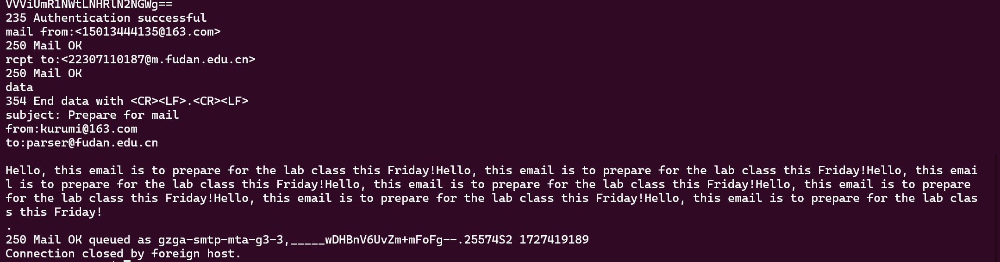 VVViUmR1NWtLNHRlN2NGWg==
235 Authentication successful
mail from:<15013444135@163.com>
250 Mail OK
rcpt to:<22307110187@m.fudan.edu.cn>
250 Mail OK
data
354 End data with <CR><LF>.<CR><LF>
subject: Prepare for mail
from:kurumi@163.com
to:parser@fudan.edu.cn

Hello, this email is to prepare for the lab class this Friday!Hello, this email is to prepare for the lab class this Friday!Hello, this emai
l is to prepare for the lab class this Friday!Hello, this email is to prepare for the lab class this Friday!Hello, this email is to prepare
for the lab class this Friday!Hello, this email is to prepare for the lab class this Friday!Hello, this email is to prepare for the lab clas
s this Friday!
.
250 Mail OK queued as gzga-smtp-mta-g3-3,_____wDHBnV6UvZm+mFoFg--.25574S2 1727419189
Connection closed by foreign host.